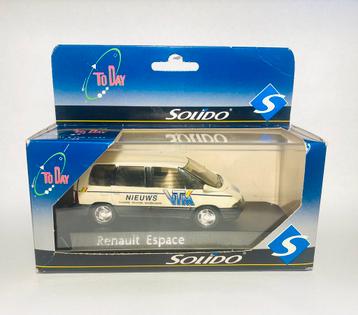 TO DAY
SOLIDO®
S
TO DAY
NIEUWS
VTM
Renault Espace
S
SOLIDO®